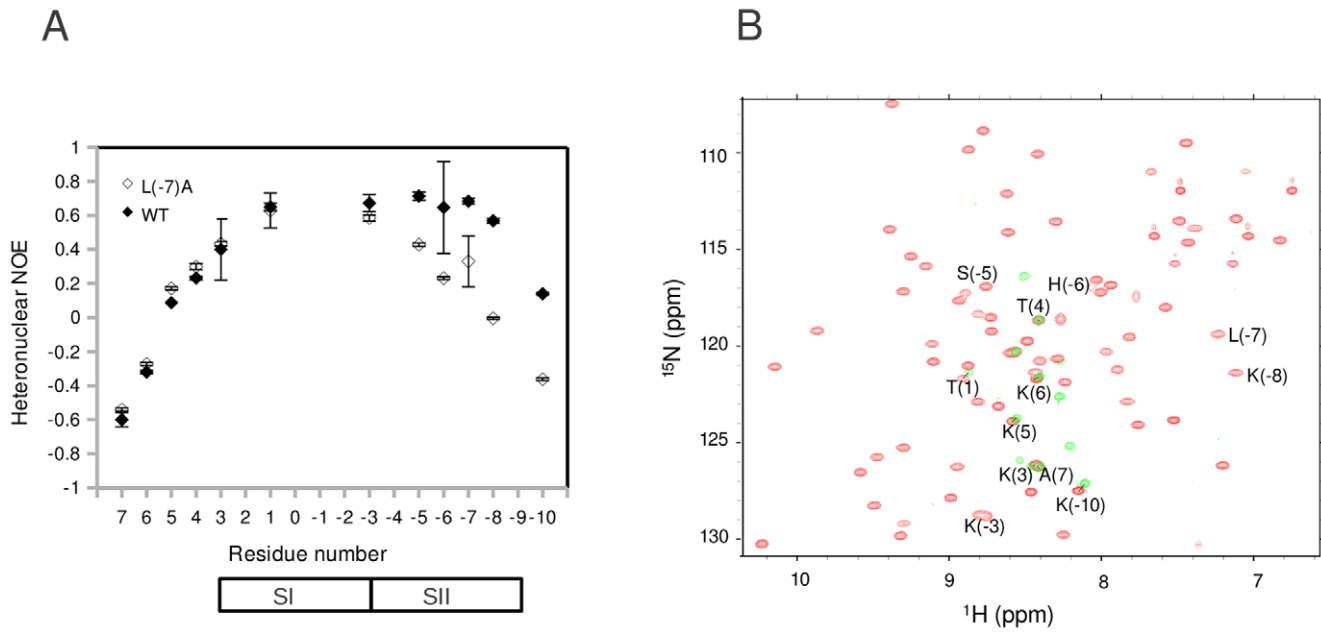 A
B
L(-7)A
WT
1
0.8
0.6
0.4
0.2
0
-0.2
-0.4
-0.6
-0.8
-1
Heteronuclear NOE
7 6 5 4 3 2 1 0 -1 -2 -3 -4 -5 -6 -7 -8 -9 -10
Residue number
SI SII
110
115
120
125
130
15N (ppm)
S(-5)
H(-6)
T(4)
L(-7)
K(-8)
T(1)
K(6)
K(5)
K(3) A(7)
K(-10)
K(-3)
10 9 8 7
1H (ppm)